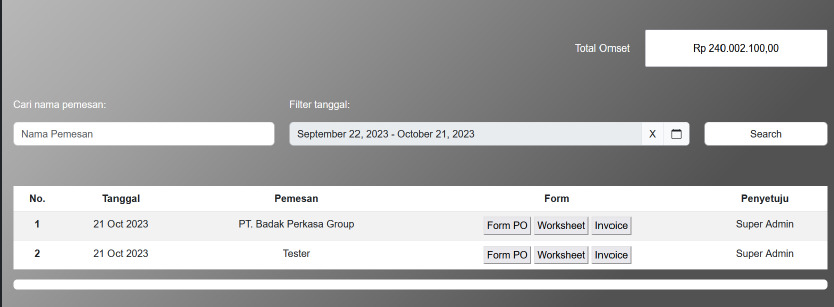 Total Omset Rp 240.002.100,00
Cari nama pemesan: Filter tanggal:
Nama Pemesan September 22, 2023 - October 21, 2023 X Search
No. Tanggal Pemesan Form Penyetuju
1 21 Oct 2023 PT. Badak Perkasa Group Form PO Worksheet Invoice Super Admin
2 21 Oct 2023 Tester Form PO Worksheet Invoice Super Admin